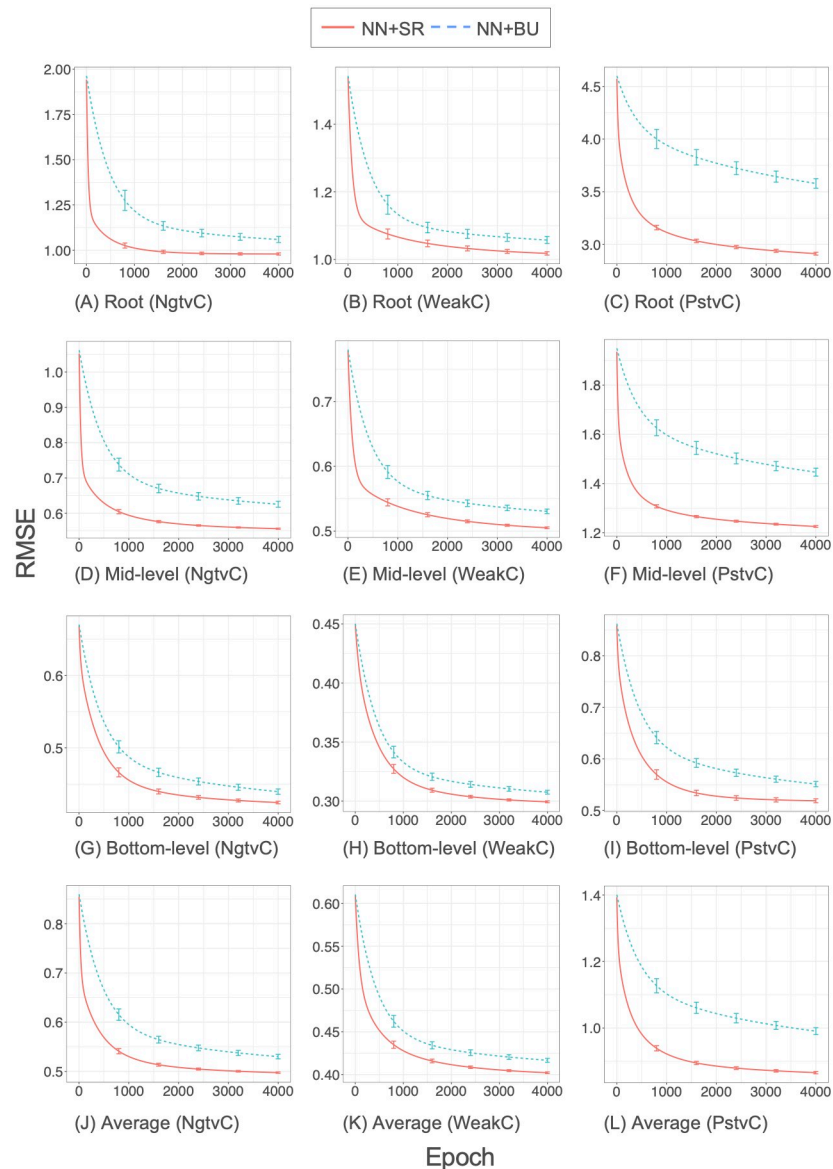 NN+SR NN+BU
2.00 1.75 1.50 1.25 1.00
0 1000 2000 3000 4000
(A) Root (NgtvC)
1.4 1.2 1.0
0 1000 2000 3000 4000
(B) Root (WeakC)
4.5 4.0 3.5 3.0
0 1000 2000 3000 4000
(C) Root (PstvC)
RMSE
1.0 0.9 0.8 0.7 0.6
0 1000 2000 3000 4000
(D) Mid-level (NgtvC)
0.7 0.6 0.5
0 1000 2000 3000 4000
(E) Mid-level (WeakC)
1.8 1.6 1.4 1.2
0 1000 2000 3000 4000
(F) Mid-level (PstvC)
0.6 0.5
0 1000 2000 3000 4000
(G) Bottom-level (NgtvC)
0.45 0.40 0.35 0.30
0 1000 2000 3000 4000
(H) Bottom-level (WeakC)
0.8 0.7 0.6 0.5
0 1000 2000 3000 4000
(I) Bottom-level (PstvC)
0.8 0.7 0.6 0.5
0 1000 2000 3000 4000
(J) Average (NgtvC)
0.60 0.55 0.50 0.45 0.40
0 1000 2000 3000 4000
(K) Average (WeakC)
1.4 1.2 1.0
0 1000 2000 3000 4000
(L) Average (PstvC)
Epoch